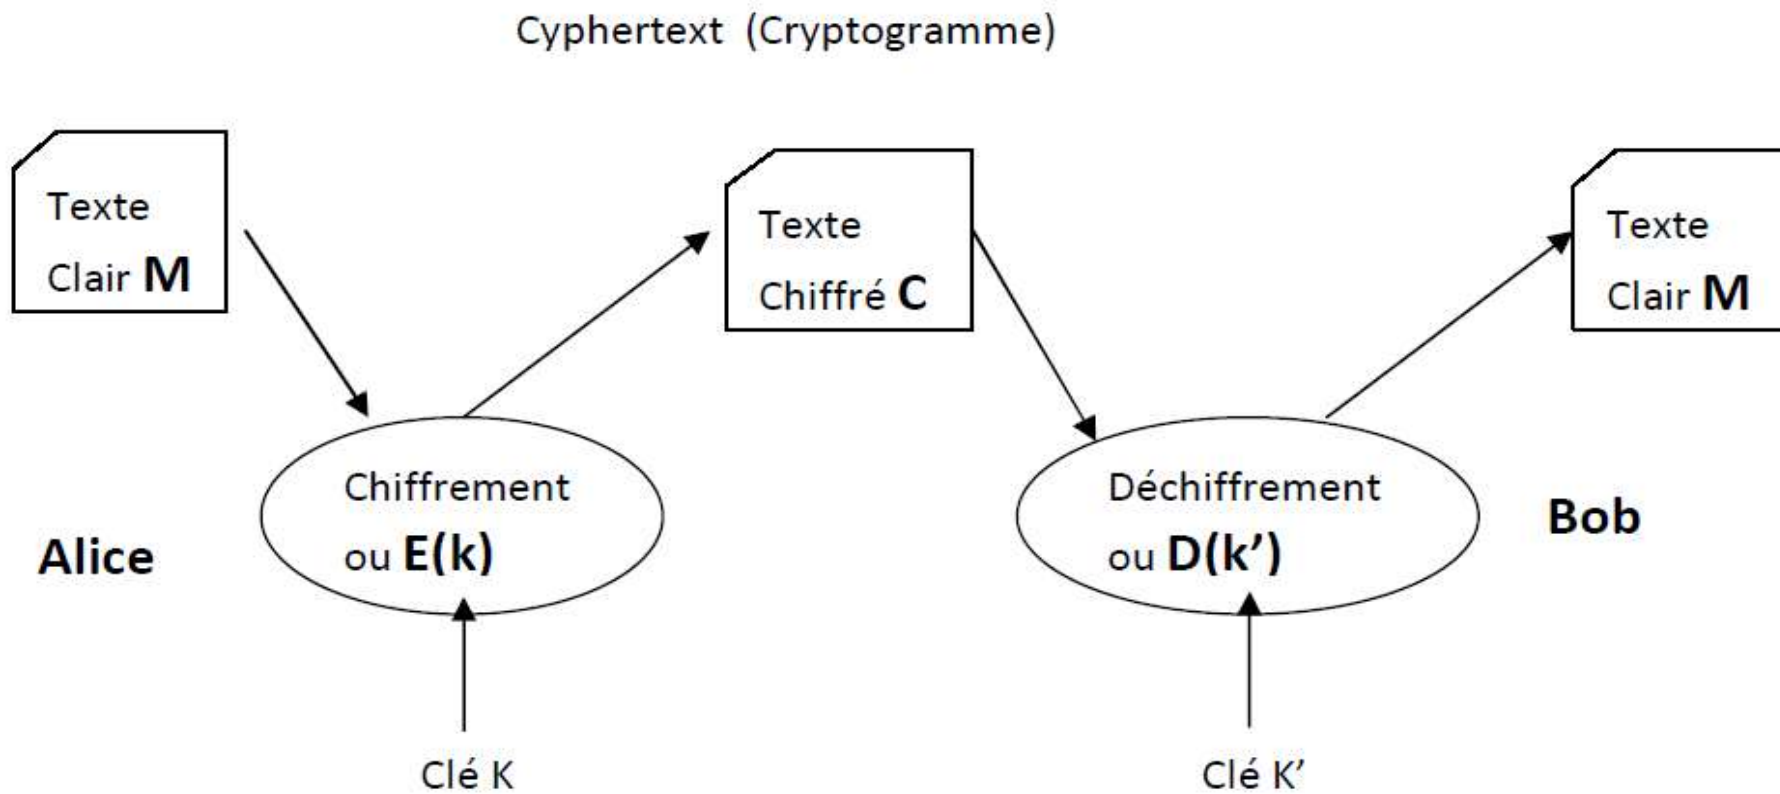 Cyphertext (Cryptogramme)
Texte
Clair M
Texte
Chiffré C
Texte
Clair M
Chiffrement
ou E(k)
Déchiffrement
ou D(k’)
Alice
Bob
Clé K
Clé K’